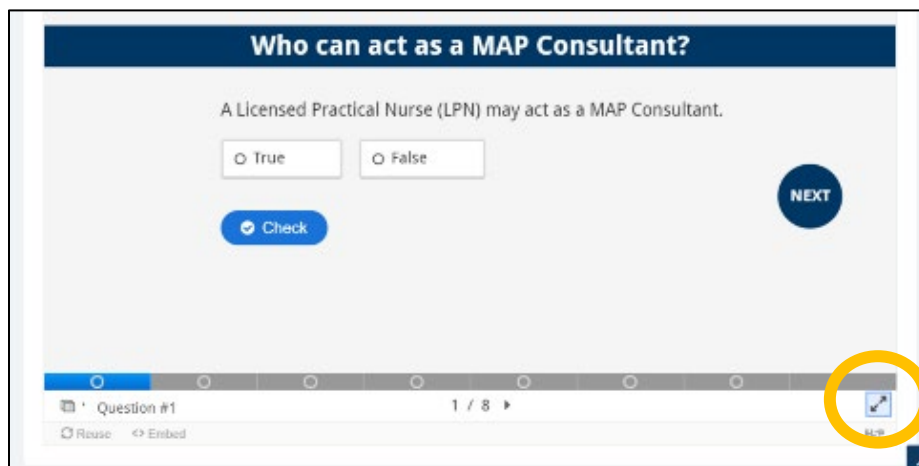 Who can act as a MAP Consultant?
A Licensed Practical Nurse (LPN) may act as a MAP Consultant.
True False
NEXT
Check
Question #1 1 / 8
Reuse <> Embed